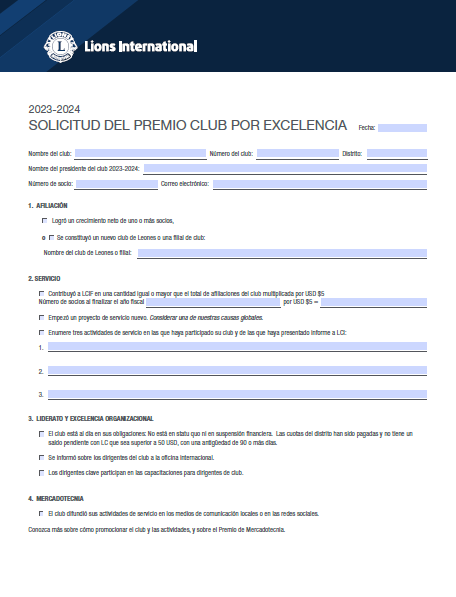 LIONS
L
INTERNATIONAL
Lions International
2023-2024
SOLICITUD DEL PREMIO CLUB POR EXCELENCIA Fecha:
Nombre del club: Número del club: Distrito:
Nombre del presidente del club 2023-2024:
Número de socio: Correo electrónico:
1. AFILIACIÓN
Logró un crecimiento neto de uno o más socios,
o Se constituyó un nuevo club de Leones o una filial de club:
Nombre del club de Leones o filial:
2. SERVICIO
Contribuyó a LCIF en una cantidad igual o mayor que el total de afiliaciones del club multiplicada por USD $5
Número de socios al finalizar el año fiscal por USD $5 =
Empezó un proyecto de servicio nuevo. Considerar una de nuestras causas globales.
Enumere tres actividades de servicio en las que haya participado su club y de las que haya presentado informe a LCI:
1.
2.
3.
3. LIDERATO Y EXCELENCIA ORGANIZACIONAL
El club está al día en sus obligaciones: No está en statu quo ni en suspensión financiera. Las cuotas del distrito han sido pagadas y no tiene un
saldo pendiente con LC que sea superior a 50 USD, con una antigüedad de 90 o más días.
Se informó sobre los dirigentes del club a la oficina internacional.
Los dirigentes clave participan en las capacitaciones para dirigentes de club.
4. MERCADOTECNIA
El club difundió sus actividades de servicio en los medios de comunicación locales o en las redes sociales.
Conozca más sobre cómo promocionar el club y las actividades, y sobre el Premio de Mercadotecnia.